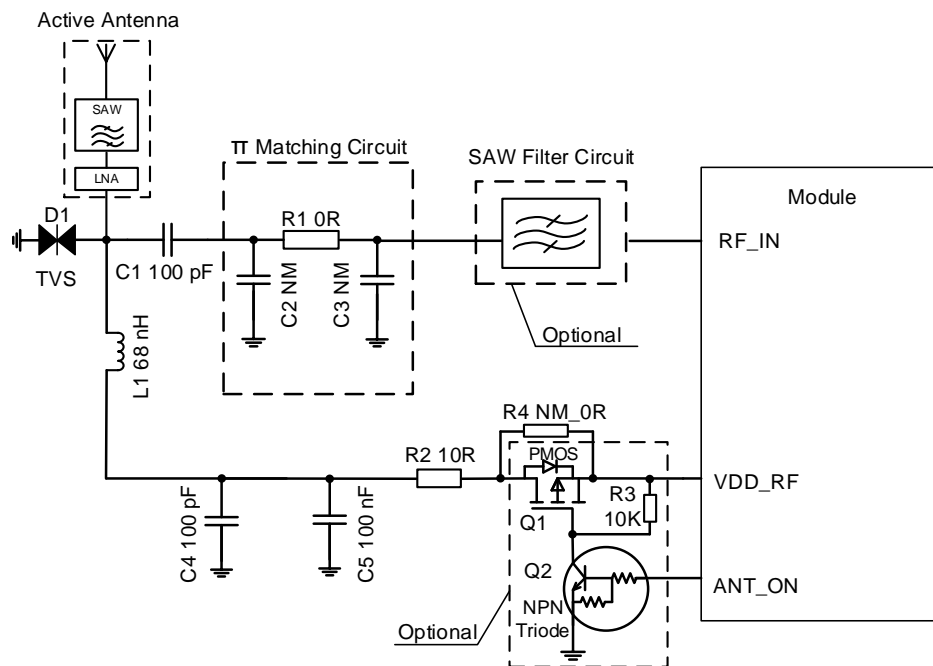 Active Antenna
SAW
LNA
D1
TVS
C1 100 pF
π Matching Circuit
R1 0R
C2 NM
C3 NM
SAW Filter Circuit
Optional
Module
RF_IN
L1 68 nH
R4 NM_0R
PMOS
R2 10R
Q1
R3
10K
VDD_RF
C4 100 pF
C5 100 nF
Q2
NPN
Triode
ANT_ON
Optional